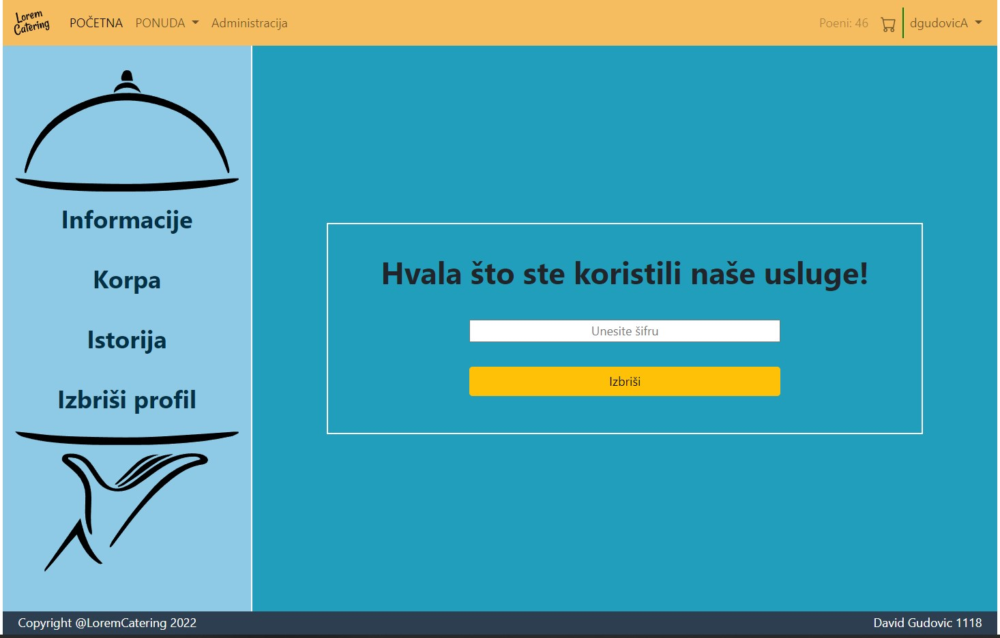 Lorem
Catering
POČETNA PONUDA Administracija Poeni: 46 dgudovicA
Informacije
Korpa
Istorija
Izbriši profil
Hvala što ste koristili naše usluge!
Unesite šifru
Izbriši
Copyright @LoremCatering 2022 David Gudovic 1118